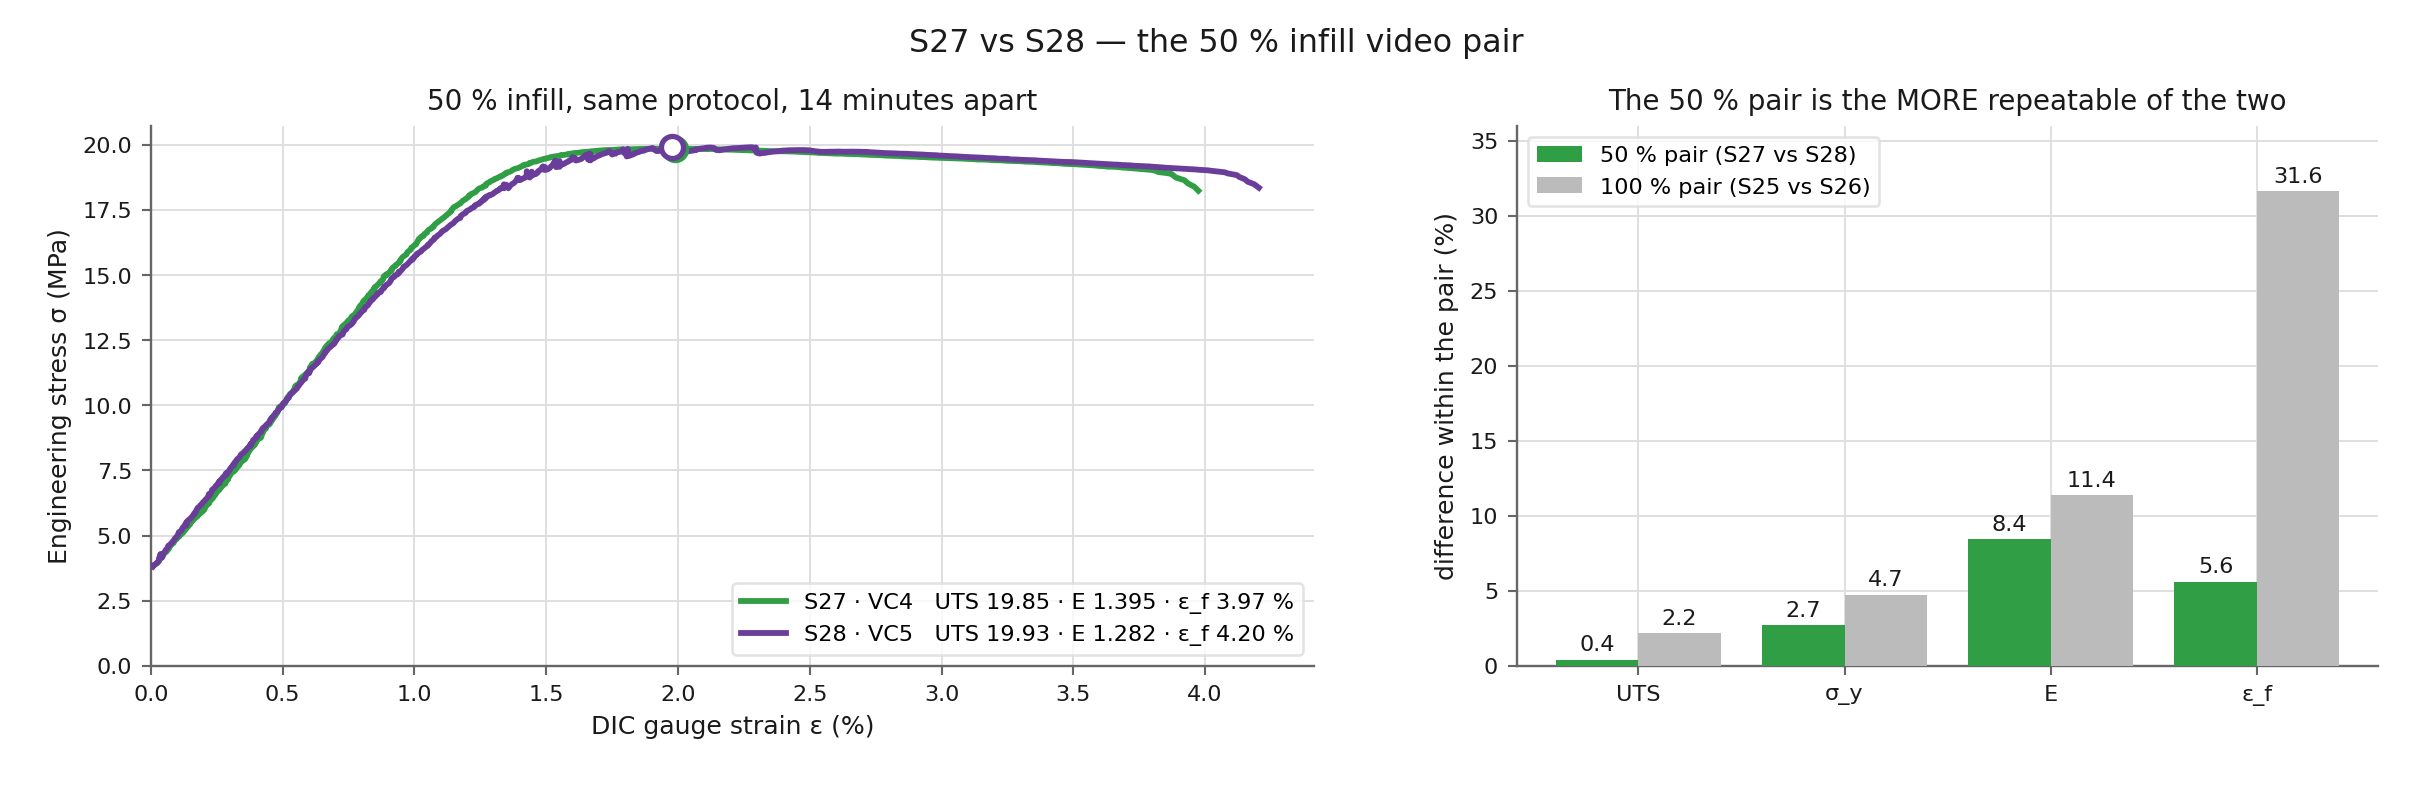 S27 vs S28 — the 50 % infill video pair
50 % infill, same protocol, 14 minutes apart
Engineering stress σ (MPa)
20.0
17.5
15.0
12.5
10.0
7.5
5.0
2.5
0.0
0.0 0.5 1.0 1.5 2.0 2.5 3.0 3.5 4.0
DIC gauge strain ε (%)
S27 · VC4 UTS 19.85 · E 1.395 · ε_f 3.97 %
S28 · VC5 UTS 19.93 · E 1.282 · ε_f 4.20 %
The 50 % pair is the MORE repeatable of the two
difference within the pair (%)
35
30
25
20
15
10
5
0
50 % pair (S27 vs S28)
100 % pair (S25 vs S26)
0.4
2.2
2.7
4.7
8.4
11.4
5.6
31.6
UTS σ_y E ε_f